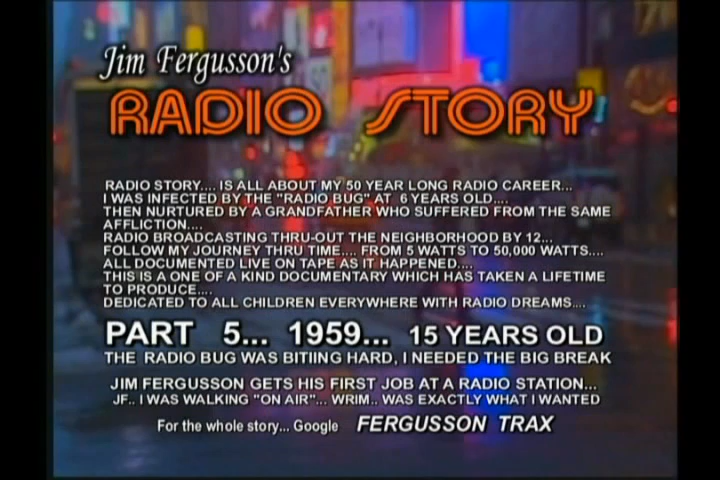 Jim Fergusson's
RADIO STORY
RADIO STORY.... IS ALL ABOUT MY 50 YEAR LONG RADIO CAREER...
I WAS INFECTED BY THE "RADIO BUG" AT 6 YEARS OLD....
THEN NURTURED BY A GRANDFATHER WHO SUFFERED FROM THE SAME
AFFLICTION....
RADIO BROADCASTING THRU-OUT THE NEIGHBORHOOD BY 12...
FOLLOW MY JOURNEY THRU TIME.... FROM 5 WATTS TO 50,000 WATTS....
ALL DOCUMENTED LIVE ON TAPE AS IT HAPPENED....
THIS IS A ONE OF A KIND DOCUMENTARY WHICH HAS TAKEN A LIFETIME
TO PRODUCE....
DEDICATED TO ALL CHILDREN EVERYWHERE WITH RADIO DREAMS....
PART 5... 1959... 15 YEARS OLD
THE RADIO BUG WAS BITIING HARD, I NEEDED THE BIG BREAK
JIM FERGUSSON GETS HIS FIRST JOB AT A RADIO STATION...
JF.. I WAS WALKING "ON AIR"... WRIM.. WAS EXACTLY WHAT I WANTED
For the whole story... Google FERGUSSON TRAX